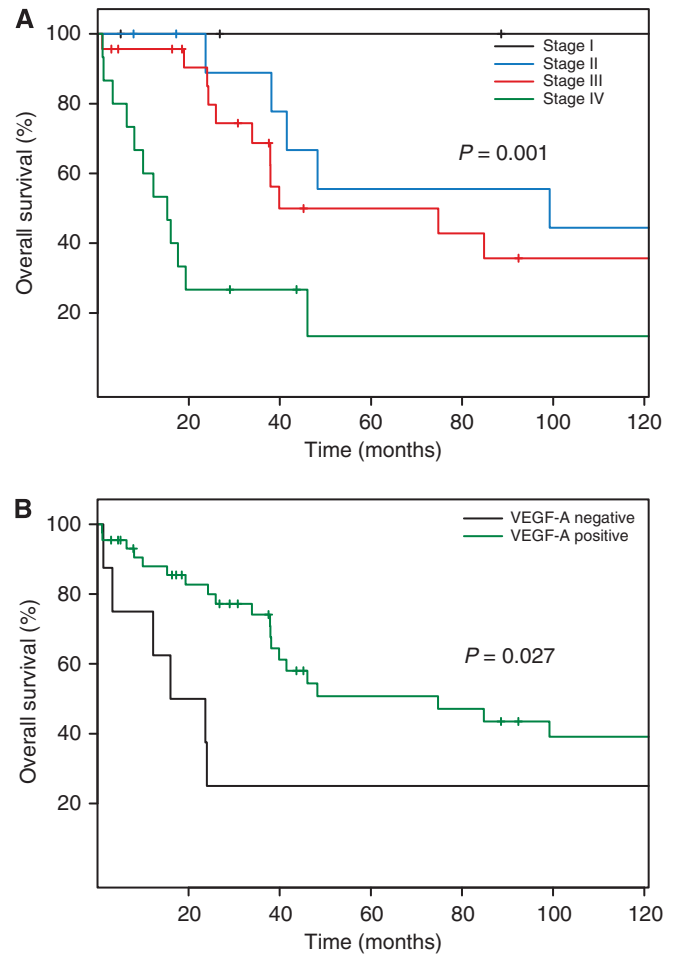 A
100
80
60
40
20
Overall survival (%)
Stage I
Stage II
Stage III
Stage IV
P = 0.001
20 40 60 80 100 120
Time (months)
B
100
80
60
40
20
Overall survival (%)
VEGF-A negative
VEGF-A positive
P = 0.027
20 40 60 80 100 120
Time (months)